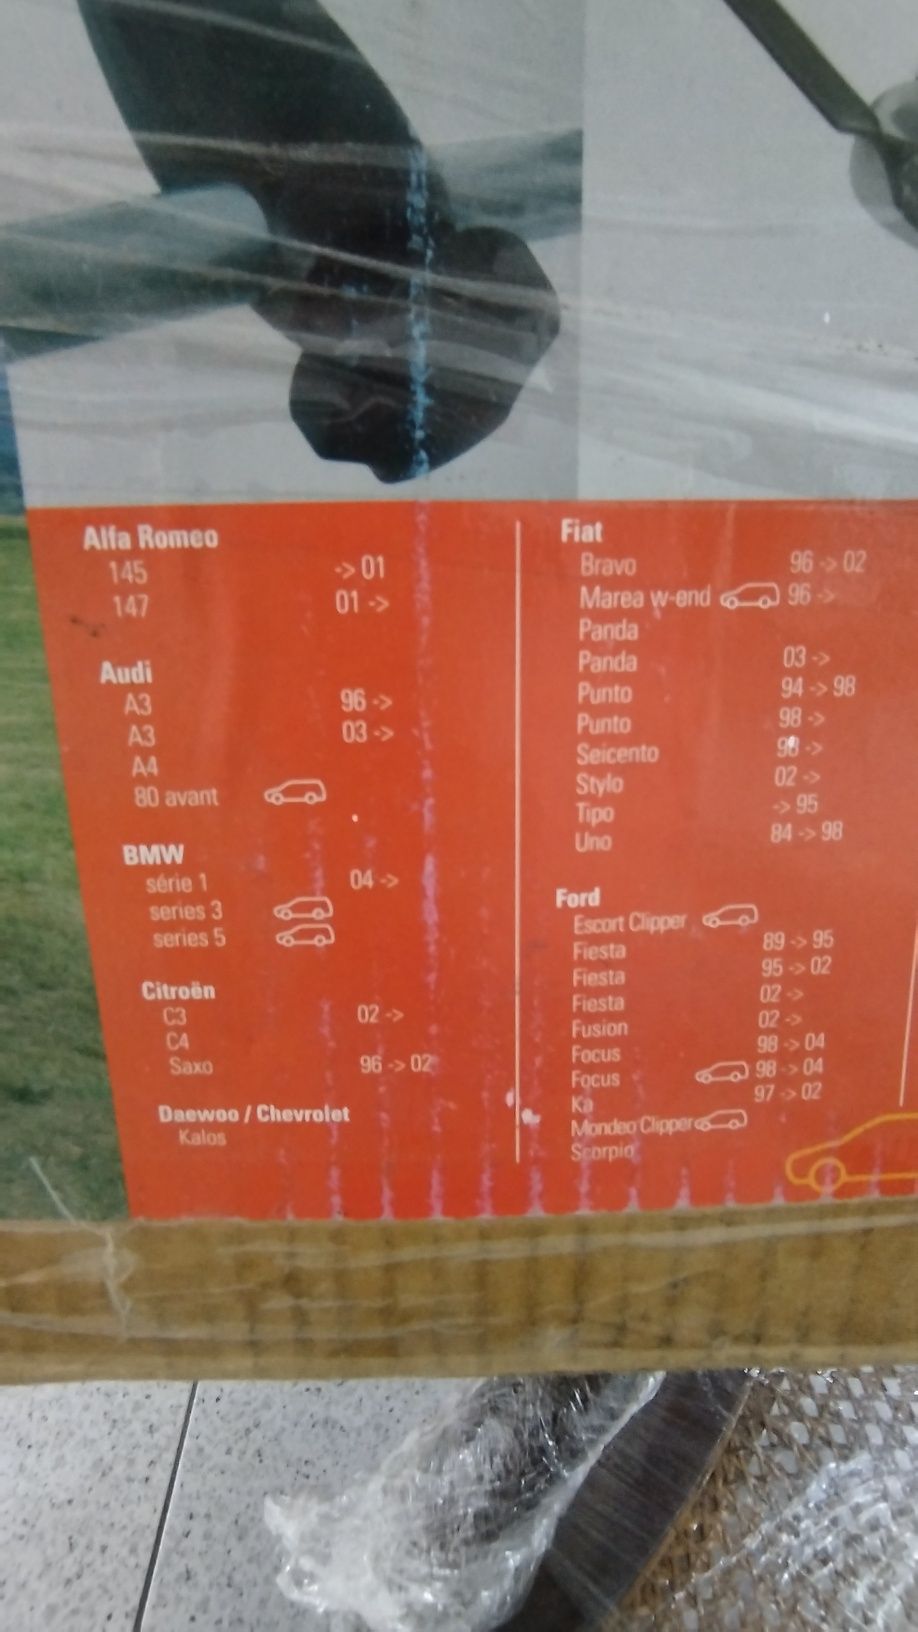 Alfa Romeo
145 -> 01
147 01 ->
Audi
A3 96 ->
A3 03 ->
A4
80 avant
BMW
série 1 04 ->
series 3
series 5
Citroën
C3 02 ->
C4
Saxo 96 -> 02
Daewoo / Chevrolet
Kalos
Fiat
Bravo 96 -> 02
Marea w-end 96 ->
Panda
Panda 03 ->
Punto 94 -> 98
Punto 98 ->
Seicento 98 ->
Stylo 02 ->
Tipo -> 95
Uno 84 -> 98
Ford
Escort Clipper
Fiesta 89 -> 95
Fiesta 95 -> 02
Fiesta 02 ->
Fusion 02 ->
Focus 98 -> 04
Focus 98 -> 04
Ka 97 -> 02
Mondeo Clipper
Scorpio